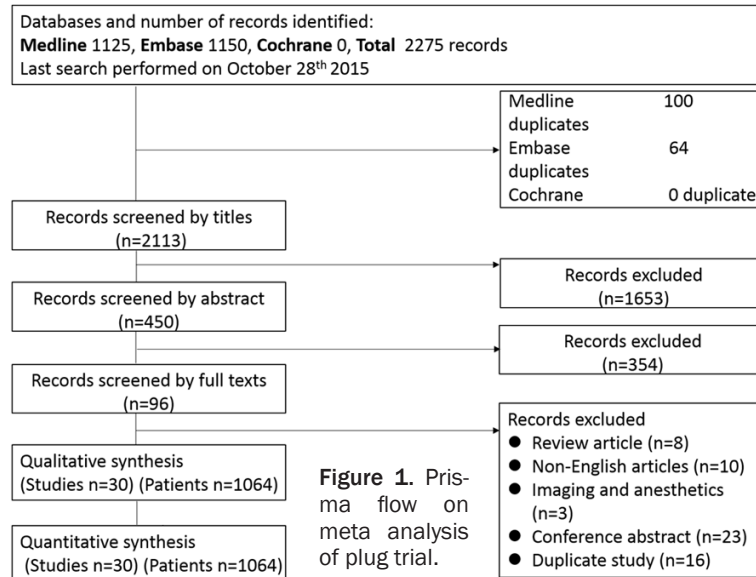 Databases and number of records identified:
Medline 1125, Embase 1150, Cochrane 0, Total 2275 records
Last search performed on October 28th 2015
Medline 100
duplicates
Embase 64
duplicates
Cochrane 0 duplicate
Records screened by titles
(n=2113)
Records excluded
(n=1653)
Records screened by abstract
(n=450)
Records excluded
(n=354)
Records screened by full texts
(n=96)
Records excluded
● Review article (n=8)
● Non-English articles (n=10)
● Imaging and anesthetics
(n=3)
● Conference abstract (n=23)
● Duplicate study (n=16)
Qualitative synthesis
(Studies n=30) (Patients n=1064)
Quantitative synthesis
(Studies n=30) (Patients n=1064)
Figure 1. Pris-
ma flow on
meta analysis
of plug trial.